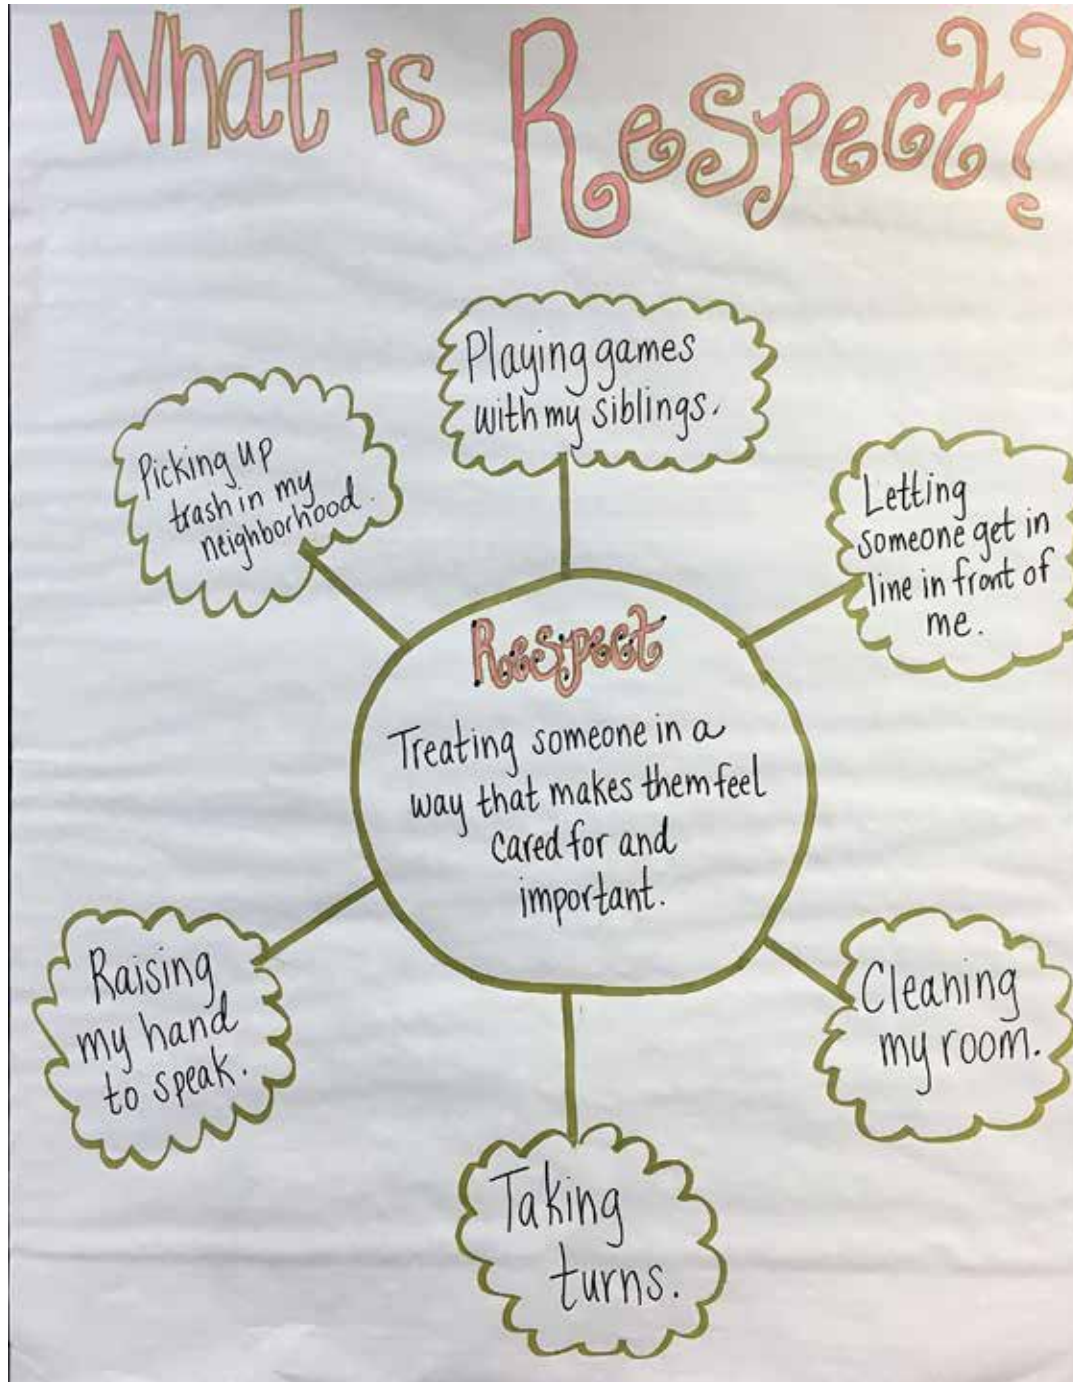 What is Respect?
Playing games
with my siblings.
Picking up
trash in my
neighborhood.
Letting
someone get in
line in front of
me.
Respect
Treating someone in a
way that makes them feel
cared for and
important.
Raising
my hand
to speak.
Cleaning
my room.
Taking
turns.